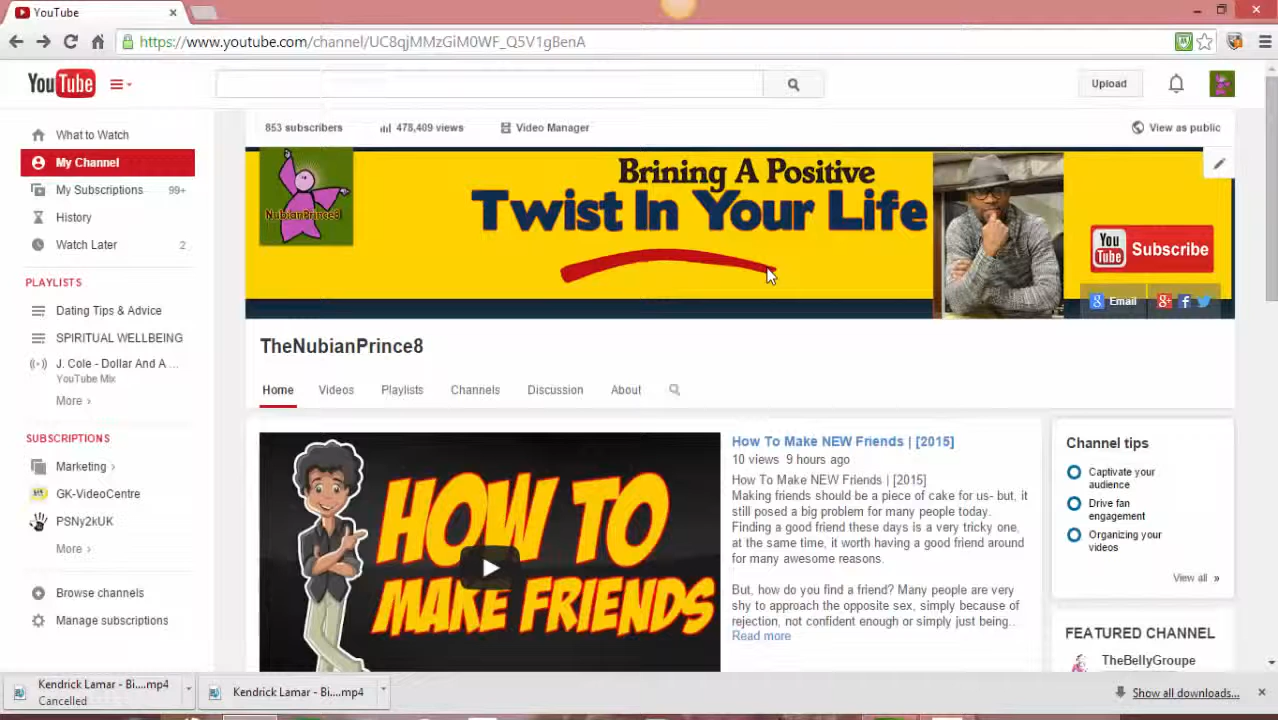 YouTube
https://www.youtube.com/channel/UC8qjMMzGiM0WF_Q5V1gBenA
YouTube
Upload
What to Watch
My Channel
My Subscriptions 99+
History
Watch Later 2
PLAYLISTS
Dating Tips & Advice
SPIRITUAL WELLBEING
J. Cole - Dollar And A ...
YouTube Mix
More ›
SUBSCRIPTIONS
Marketing ›
GK-VideoCentre
PSNy2kUK
More ›
Browse channels
Manage subscriptions
853 subscribers 478,409 views Video Manager View as public
NubianPrince8
Brining A Positive
Twist In Your Life
You Tube Subscribe
Email
TheNubianPrince8
Home Videos Playlists Channels Discussion About
HOW TO
MAKE FRIENDS
How To Make NEW Friends | [2015]
10 views 9 hours ago
How To Make NEW Friends | [2015]
Making friends should be a piece of cake for us- but, it
still posed a big problem for many people today.
Finding a good friend these days is a very tricky one,
at the same time, it worth having a good friend around
for many awesome reasons.
But, how do you find a friend? Many people are very
shy to approach the opposite sex, simply because of
rejection, not confident enough or simply just being...
Read more
Channel tips
Captivate your
audience
Drive fan
engagement
Organizing your
videos
View all »
FEATURED CHANNEL
TheBellyGroupe
Kendrick Lamar - Bi....mp4
Cancelled
Kendrick Lamar - Bi....mp4
Show all downloads...